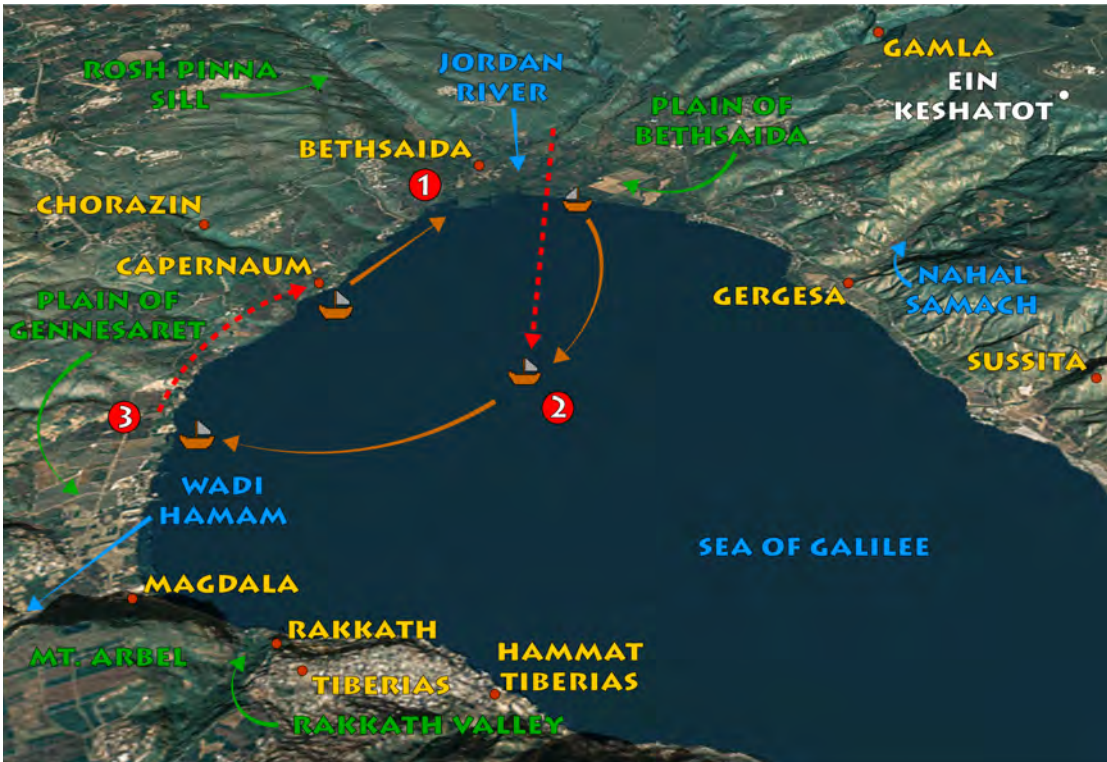 GAMLA
EIN
KESHATOT
ROSH PINNA
SILL
JORDAN
RIVER
PLAIN OF
BETHSAIDA
BETHSAIDA
1
CHORAZIN
CAPERNAUM
PLAIN OF
GENNESARET
GERGESA
NAHAL
SAMACH
SUSSITA
2
3
WADI
HAMAM
SEA OF GALILEE
MAGDALA
RAKKATH
MT. ARBEL
TIBERIAS
HAMMAT
TIBERIAS
RAKKATH VALLEY